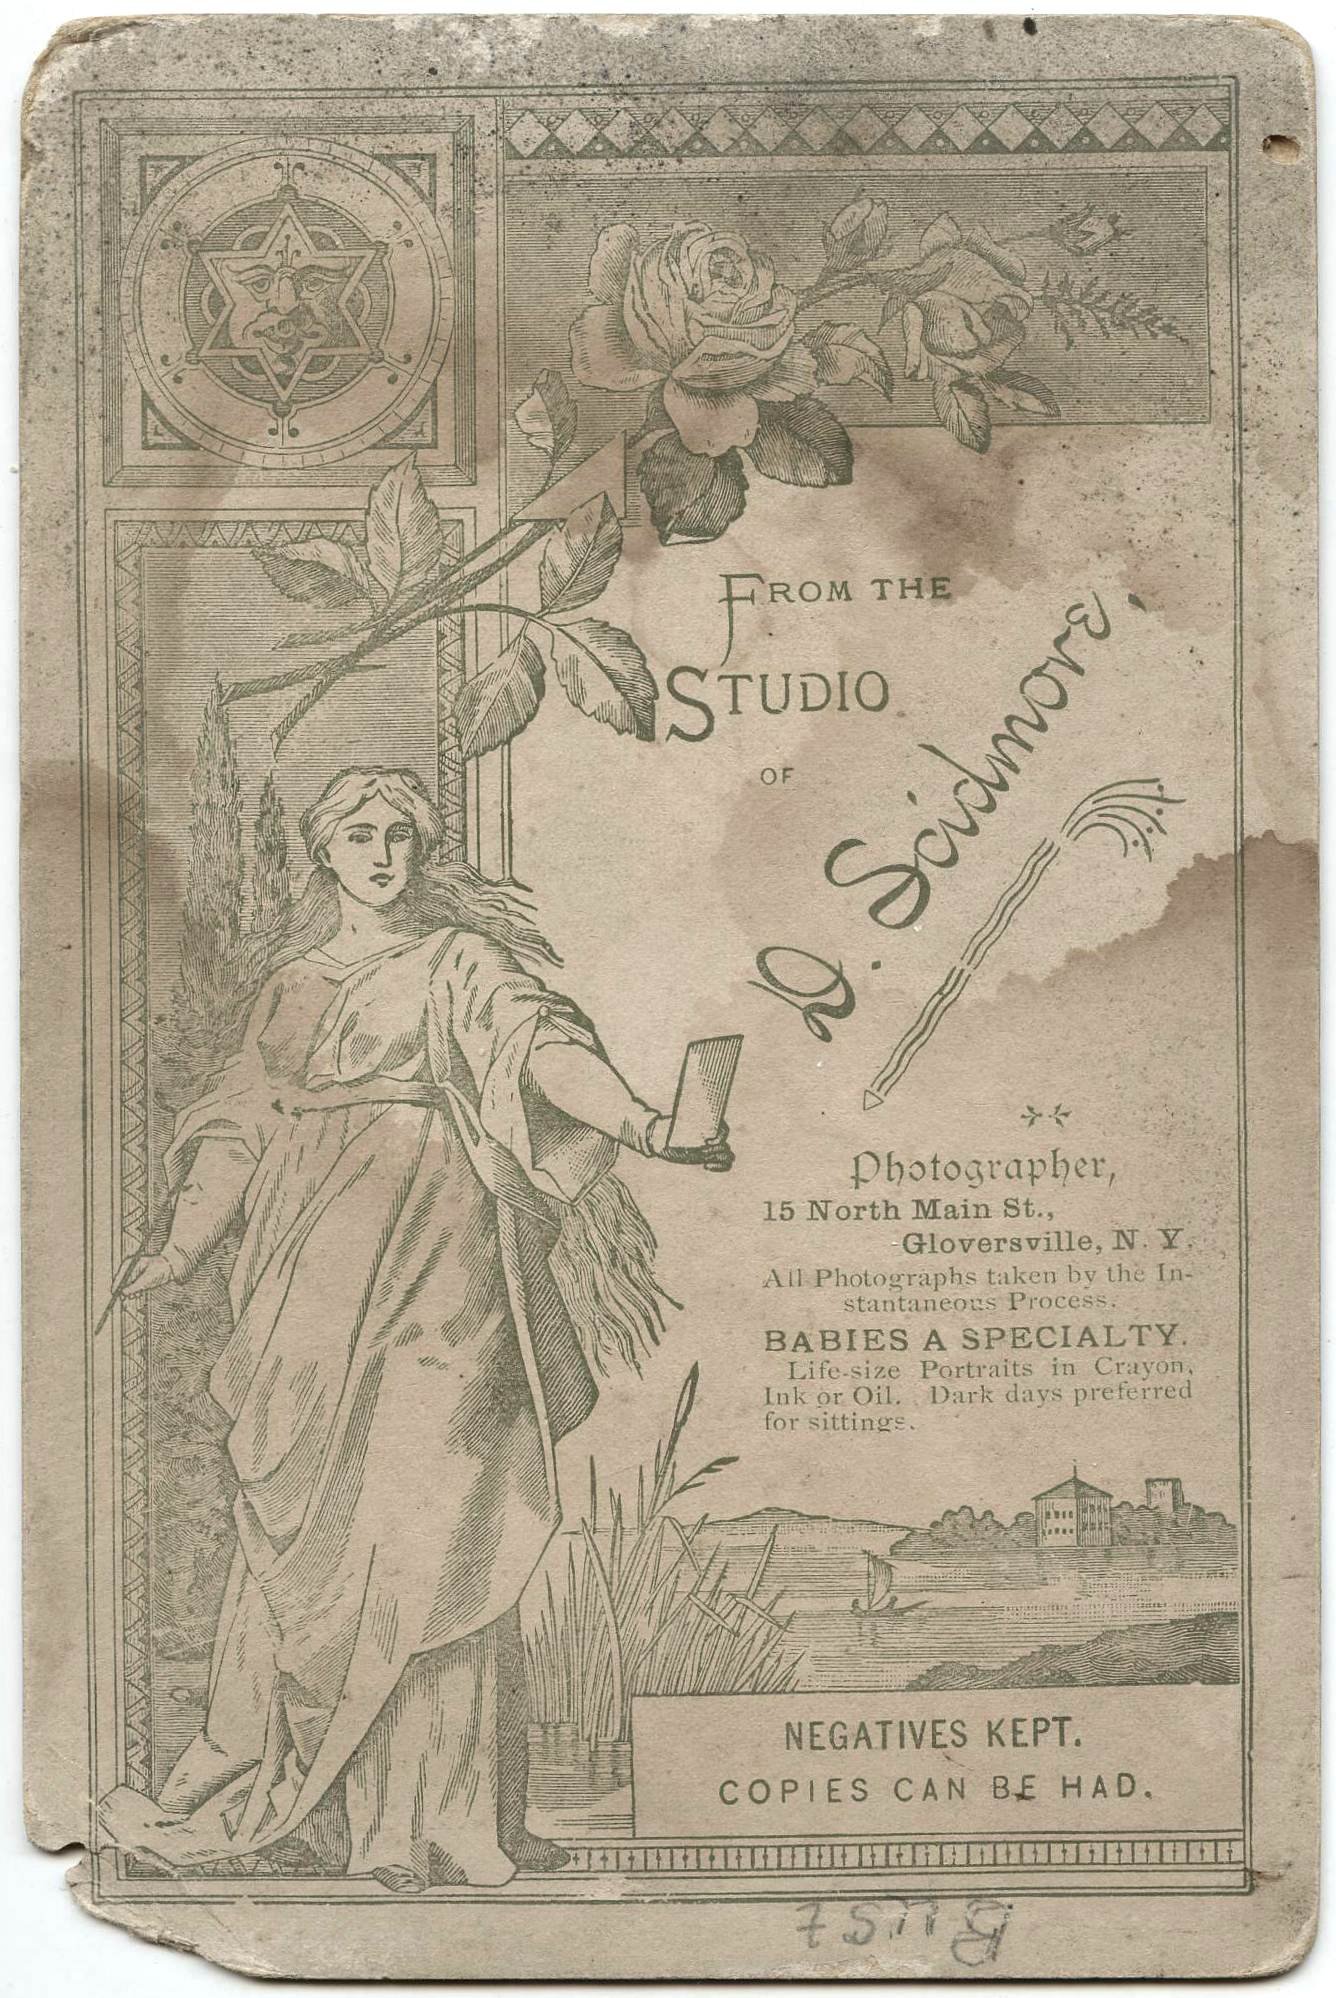 FROM THE
STUDIO
OF
D. Scidmore,
Photographer,
15 North Main St.,
Gloversville, N. Y.
All Photographs taken by the In-
stantaneous Process.
BABIES A SPECIALTY.
Life-size Portraits in Crayon,
Ink or Oil. Dark days preferred
for sittings.
NEGATIVES KEPT.
COPIES CAN BE HAD.